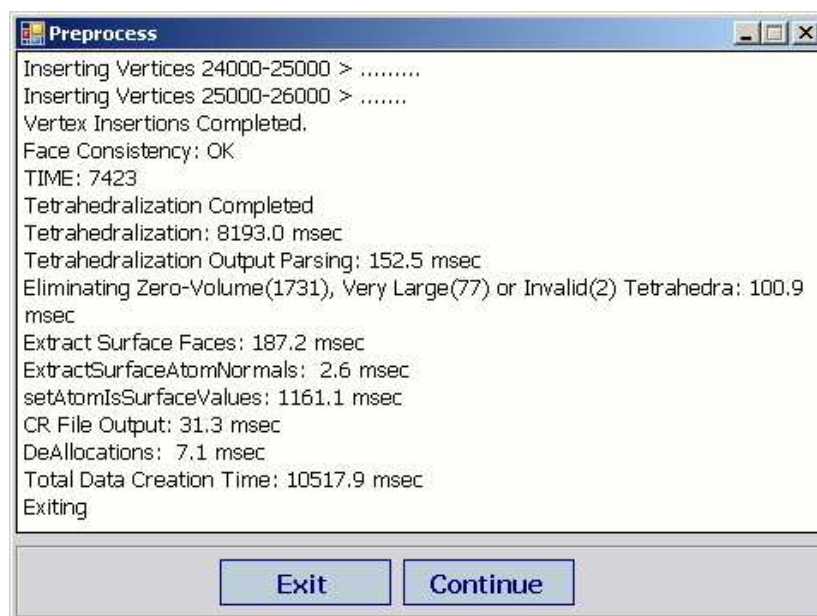 Preprocess
Inserting Vertices 24000-25000 > .........
Inserting Vertices 25000-26000 > .......
Vertex Insertions Completed.
Face Consistency: OK
TIME: 7423
Tetrahedralization Completed
Tetrahedralization: 8193.0 msec
Tetrahedralization Output Parsing: 152.5 msec
Eliminating Zero-Volume(1731), Very Large(77) or Invalid(2) Tetrahedra: 100.9
msec
Extract Surface Faces: 187.2 msec
ExtractSurfaceAtomNormals:  2.6 msec
setAtomIsSurfaceValues: 1161.1 msec
CR File Output: 31.3 msec
DeAllocations:  7.1 msec
Total Data Creation Time: 10517.9 msec
Exiting
Exit Continue